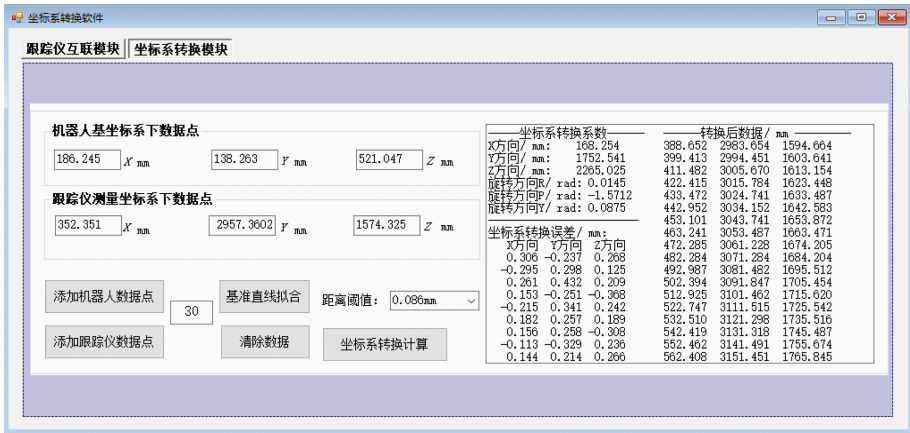 坐标系转换软件
跟踪仪互联模块 坐标系转换模块
机器人基坐标系下数据点
186.245 X mm 138.263 Y mm 521.047 Z mm
跟踪仪测量坐标系下数据点
352.351 X mm 2957.3602 Y mm 1574.325 Z mm
添加机器人数据点 30 基准直线拟合 距离阈值: 0.086mm
添加跟踪仪数据点 清除数据 坐标系转换计算
坐标系转换系数
X方向/ mm: 168.254
Y方向/ mm: 1752.541
Z方向/ mm: 2265.025
旋转方向R/ rad: 0.0145
旋转方向P/ rad: -1.5712
旋转方向Y/ rad: 0.0875
坐标系转换误差/ mm:
X方向 Y方向 Z方向
0.306 -0.237 0.268
-0.295 0.298 0.125
0.261 0.432 0.209
0.153 -0.251 -0.368
-0.215 0.341 0.242
0.182 0.257 0.189
0.156 0.258 -0.308
-0.113 -0.329 0.236
0.144 0.214 0.266
转换后数据/ mm
388.652 2983.654 1594.664
399.413 2994.451 1603.641
411.482 3005.670 1613.154
422.415 3015.784 1623.448
433.472 3024.741 1633.487
442.952 3034.152 1642.583
453.101 3043.741 1653.872
463.241 3053.487 1663.471
472.285 3061.228 1674.205
482.284 3071.284 1684.204
492.987 3081.482 1695.512
502.394 3091.847 1705.454
512.925 3101.462 1715.620
522.747 3111.515 1725.542
532.510 3121.298 1735.516
542.419 3131.318 1745.487
552.462 3141.491 1755.674
562.408 3151.451 1765.845